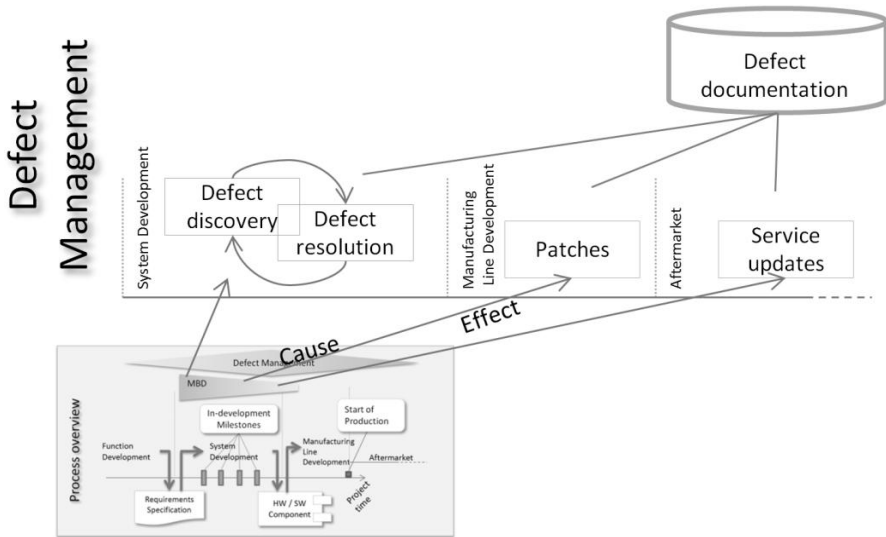 Defect
Management
Defect
documentation
System Development
Defect
discovery
Defect
resolution
Manufacturing
Line Development
Patches
Aftermarket
Service
updates
Cause
Effect
Process overview
Defect Management
MBD
In-development
Milestones
Start of
Production
Function
Development
System
Development
Manufacturing
Line
Development
Aftermarket
Requirements
Specification
HW / SW
Component
Project
time